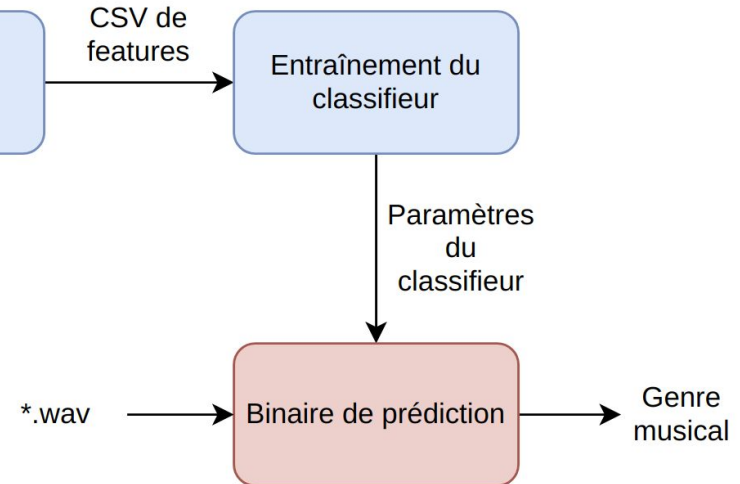 CSV de
features
Entraînement du
classifieur
Paramètres
du
classifieur
*.wav
Binaire de prédiction
Genre
musical